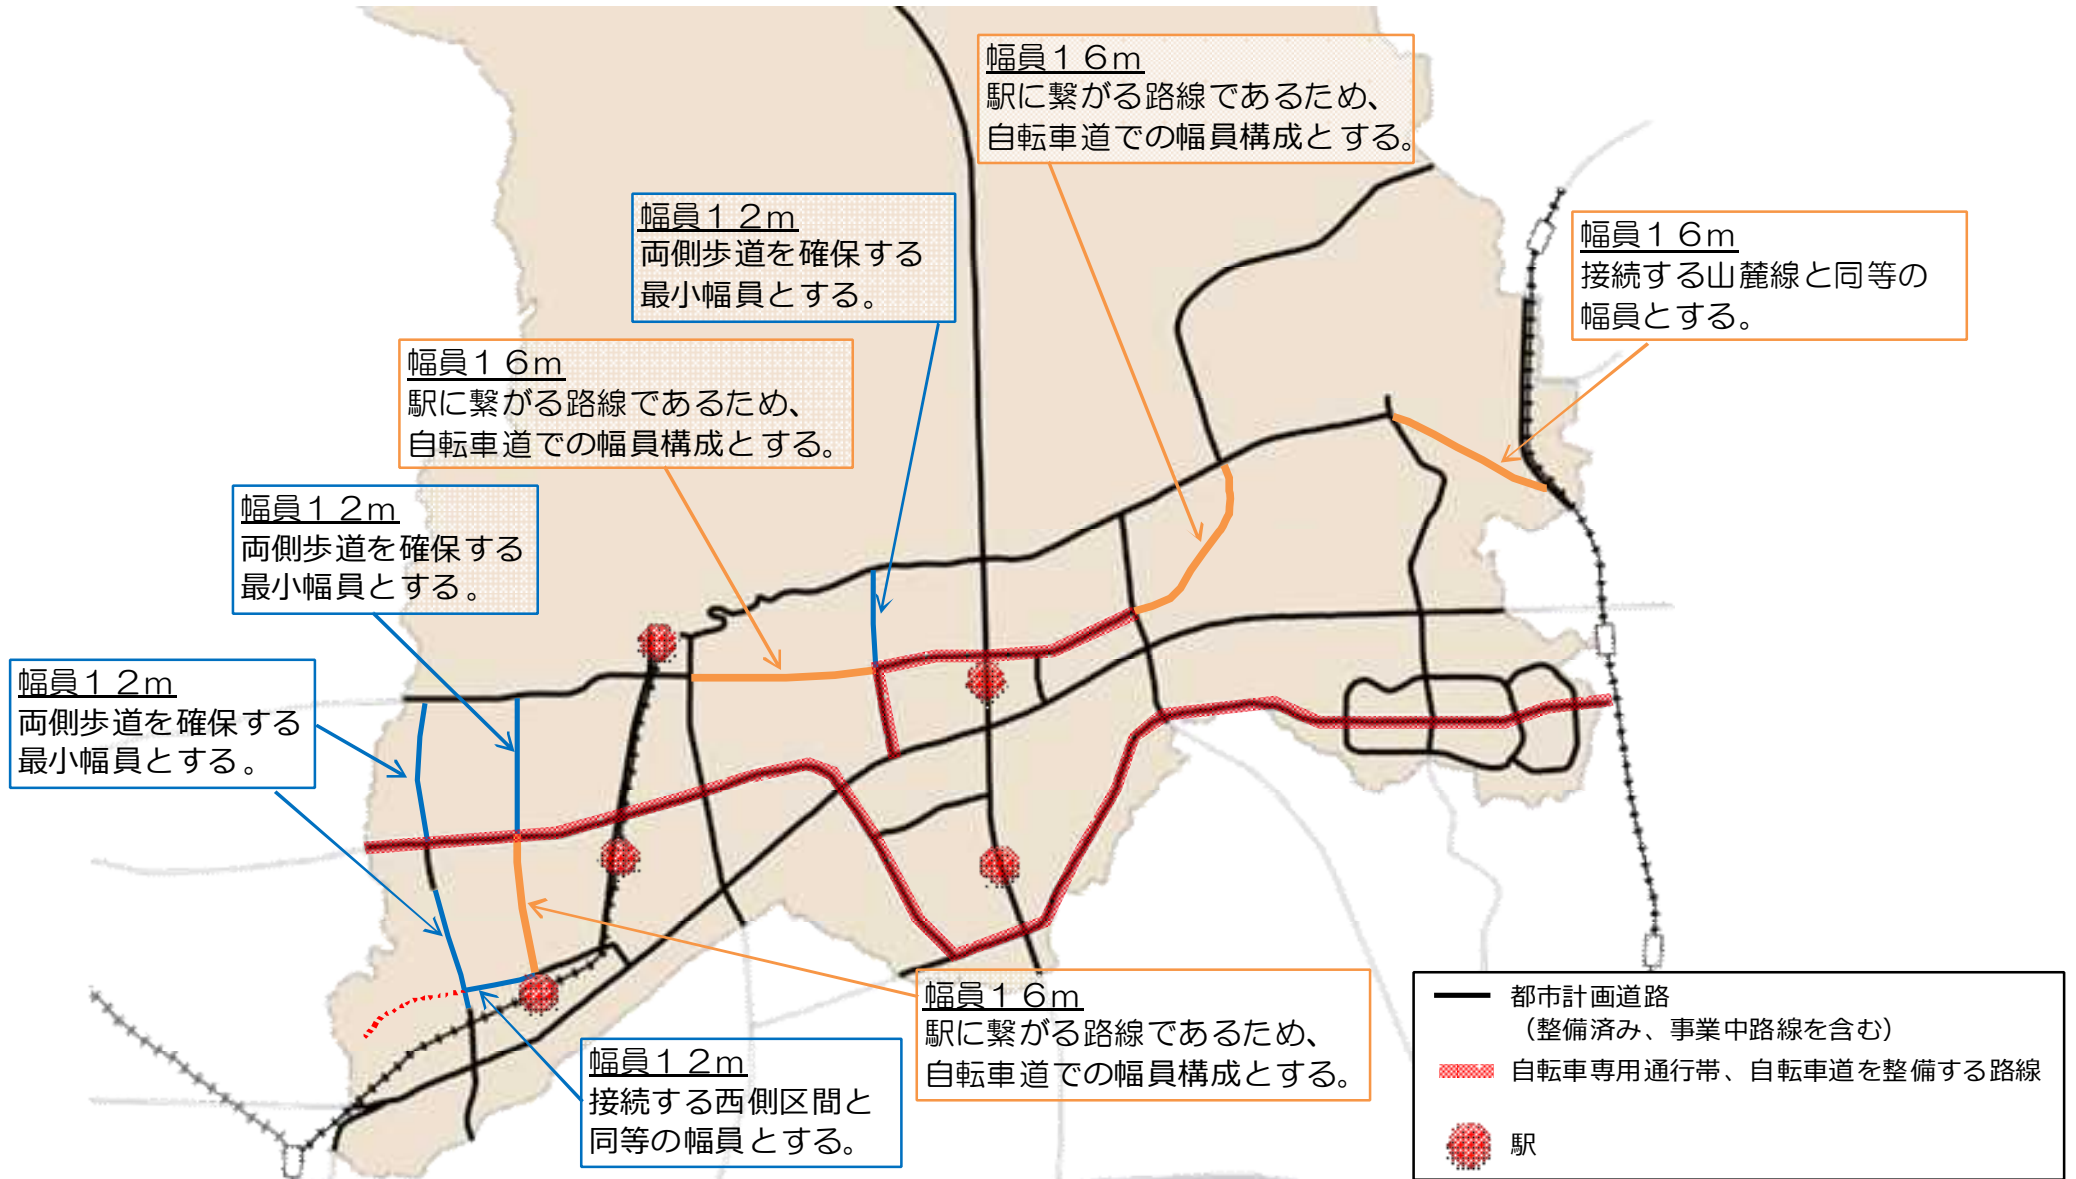 幅員１６ｍ
駅に繋がる路線であるため、
自転車道での幅員構成とする。
幅員１２ｍ
両側歩道を確保する
最小幅員とする。
幅員１６ｍ
接続する山麓線と同等の
幅員とする。
幅員１６ｍ
駅に繋がる路線であるため、
自転車道での幅員構成とする。
幅員１２ｍ
両側歩道を確保する
最小幅員とする。
幅員１２ｍ
両側歩道を確保する
最小幅員とする。
幅員１６ｍ
駅に繋がる路線であるため、
自転車道での幅員構成とする。
幅員１２ｍ
接続する西側区間と
同等の幅員とする。
都市計画道路
（整備済み、事業中路線を含む）
自転車専用通行帯、自転車道を整備する路線
駅